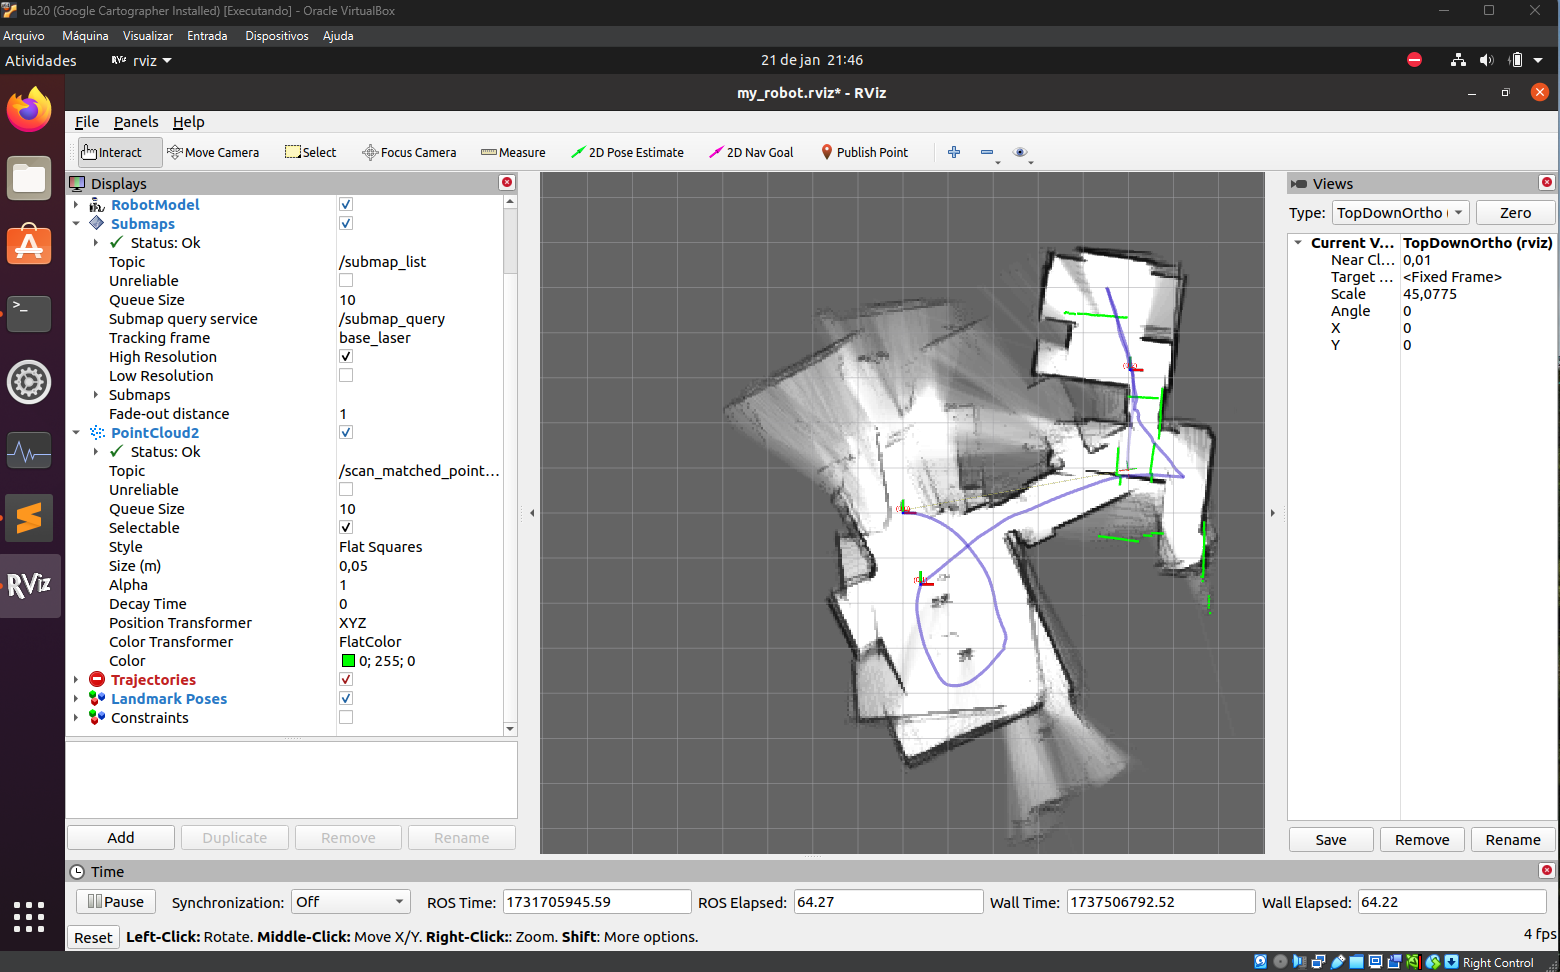 ub20 (Google Cartographer Installed) [Executando] - Oracle VirtualBox
Arquivo Máquina Visualizar Entrada Dispositivos Ajuda
Atividades RViz rviz 21 de jan 21:46
my_robot.rviz* - RViz
File Panels Help
Interact Move Camera Select Focus Camera Measure 2D Pose Estimate 2D Nav Goal Publish Point
Displays
RobotModel
Submaps
Status: Ok
Topic /submap_list
Unreliable
Queue Size 10
Submap query service /submap_query
Tracking frame base_laser
High Resolution
Low Resolution
Submaps
Fade-out distance 1
PointCloud2
Status: Ok
Topic /scan_matched_point...
Unreliable
Queue Size 10
Selectable
Style Flat Squares
Size (m) 0,05
Alpha 1
Decay Time 0
Position Transformer XYZ
Color Transformer FlatColor
Color 0; 255; 0
Trajectories
Landmark Poses
Constraints
Add Duplicate Remove Rename
RViz
Views
Type: TopDownOrtho ( Zero
Current V... TopDownOrtho (rviz)
Near Cl... 0,01
Target ... <Fixed Frame>
Scale 45,0775
Angle 0
X 0
Y 0
Save Remove Rename
Time
Pause Synchronization: Off ROS Time: 1731705945.59 ROS Elapsed: 64.27 Wall Time: 1737506792.52 Wall Elapsed: 64.22
Reset Left-Click: Rotate. Middle-Click: Move X/Y. Right-Click:: Zoom. Shift: More options. 4 fps
Right Control